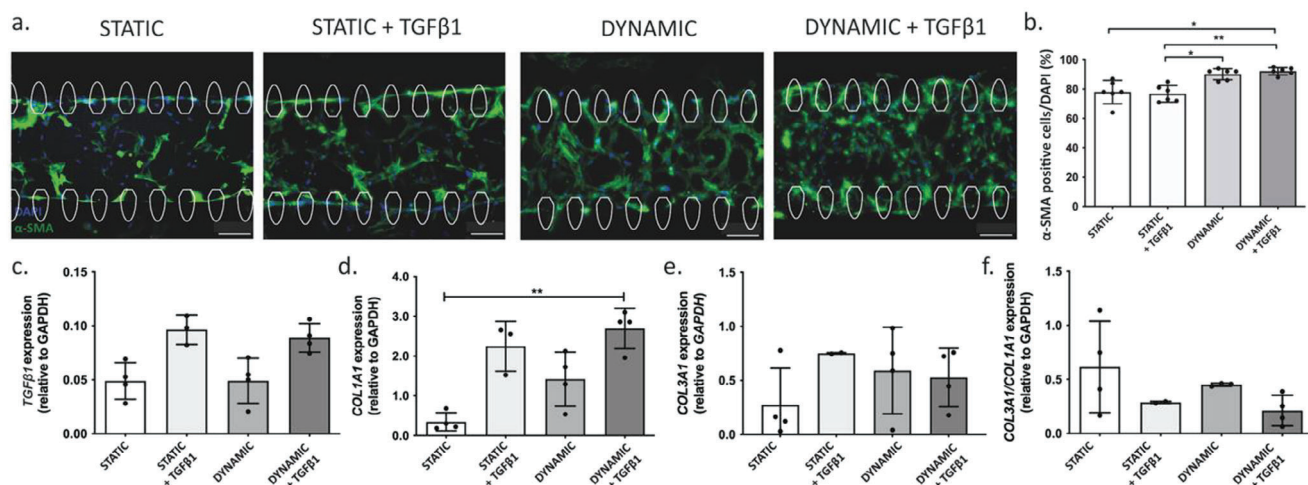 a.
STATIC
STATIC + TGFβ1
DYNAMIC
DYNAMIC + TGFβ1
DAPI
α-SMA
b.
α-SMA positive cells/DAPI (%)
100
80
60
40
20
0
*
**
*
STATIC
STATIC
+ TGFβ1
DYNAMIC
DYNAMIC
+ TGFβ1
c.
TGFβ1 expression
(relative to GAPDH)
0.15
0.10
0.05
0.00
STATIC
STATIC
+ TGFβ1
DYNAMIC
DYNAMIC
+ TGFβ1
d.
COL1A1 expression
(relative to GAPDH)
4.0
3.0
2.0
1.0
0.0
**
STATIC
STATIC
+ TGFβ1
DYNAMIC
DYNAMIC
+ TGFβ1
e.
COL3A1 expression
(relative to GAPDH)
1.5
1.0
0.5
0.0
STATIC
STATIC
+ TGFβ1
DYNAMIC
DYNAMIC
+ TGFβ1
f.
COL3A1/COL1A1 expression
(relative to GAPDH)
1.5
1.0
0.5
0.0
STATIC
STATIC
+ TGFβ1
DYNAMIC
DYNAMIC
+ TGFβ1